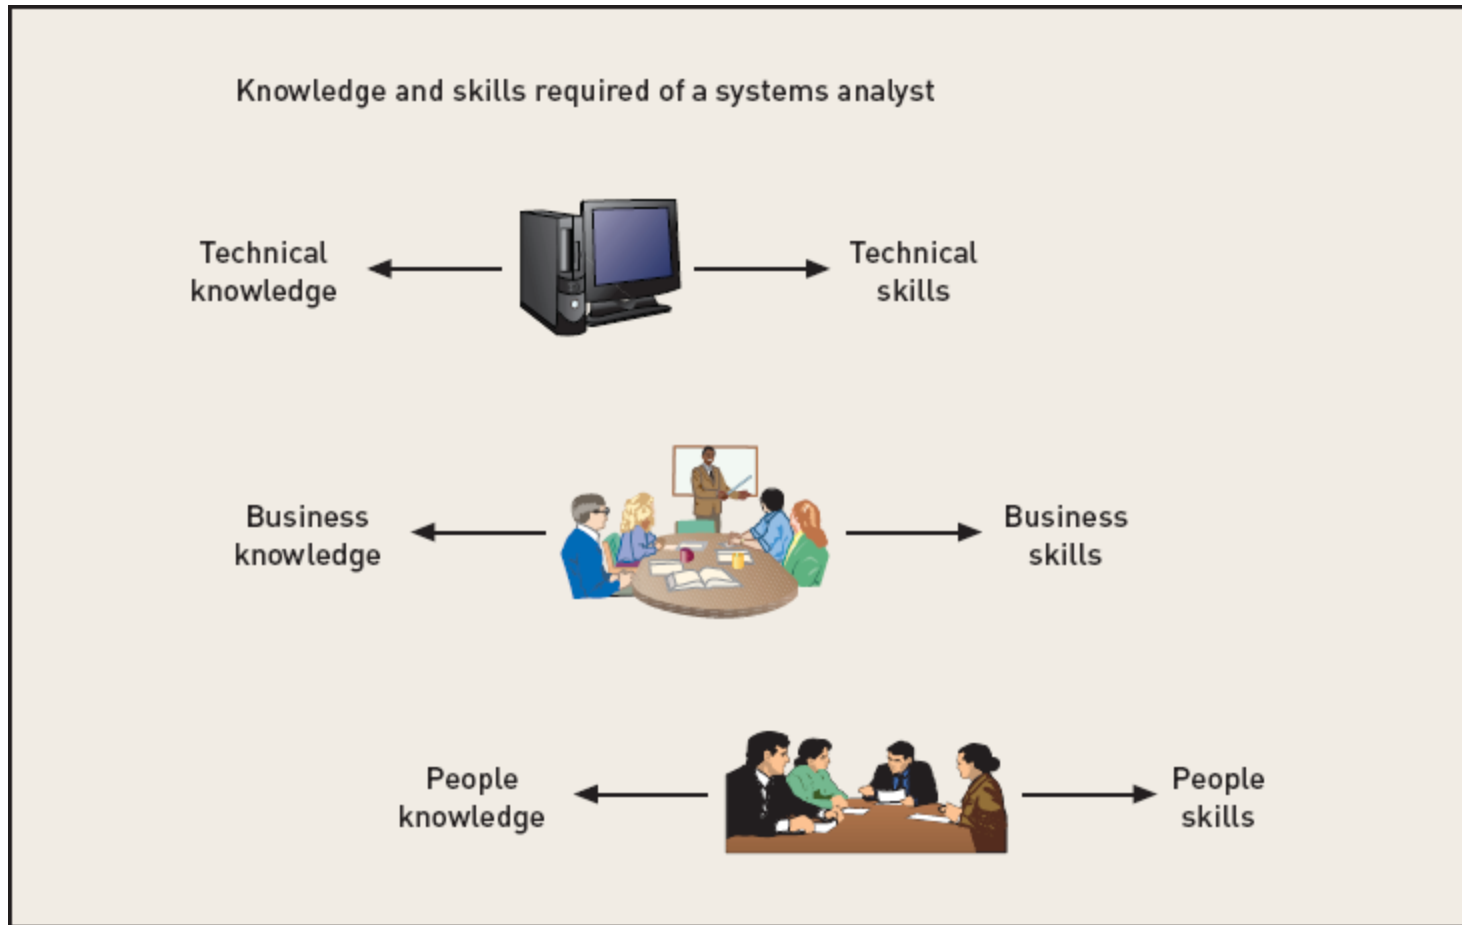 Knowledge and skills required of a systems analyst
Technical
knowledge
Technical
skills
Business
knowledge
Business
skills
People
knowledge
People
skills